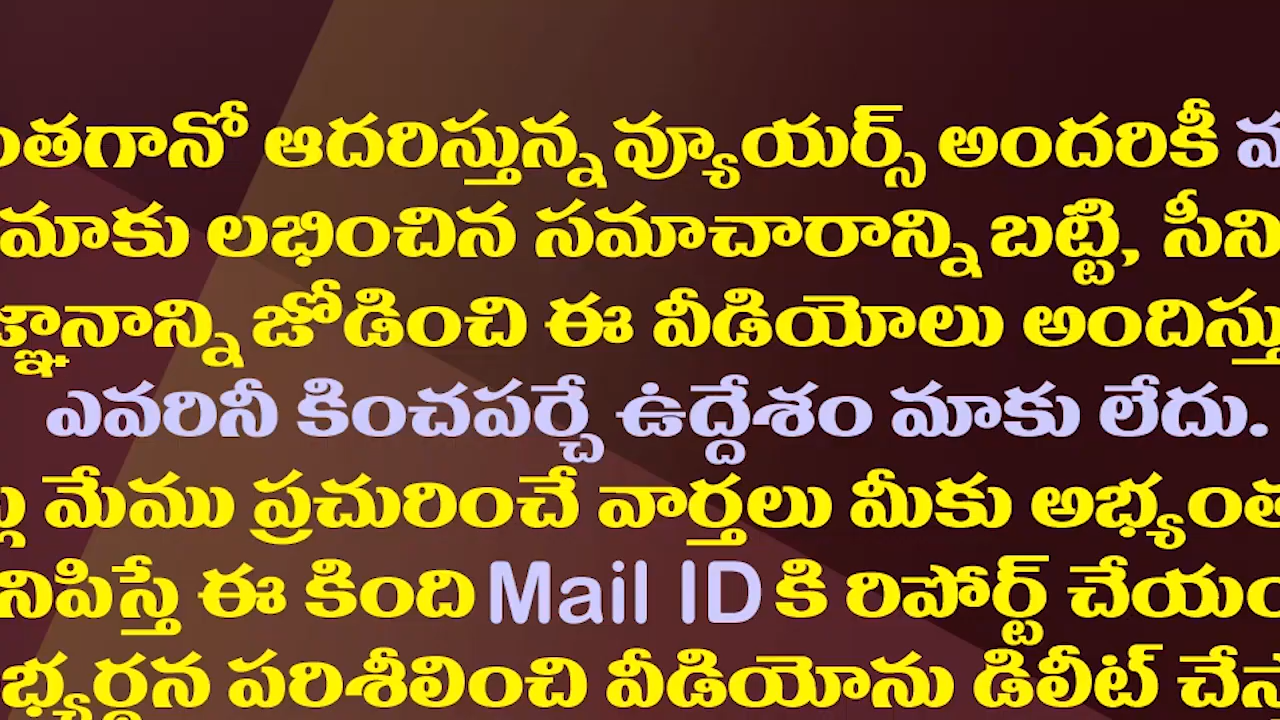 ఆదరిస్తున్న వ్యూయర్స్ అందరికీ
మాకు లభించిన సమాచారాన్ని బట్టి,
జోడించి ఈ వీడియోలు
ఎవరినీ కించపర్చే ఉద్దేశం మాకు లేదు.
మేము ప్రచురించే వార్తలు మీకు
ఈ కింది Mail ID కి రిపోర్ట్
పరిశీలించి వీడియోను డిలీట్